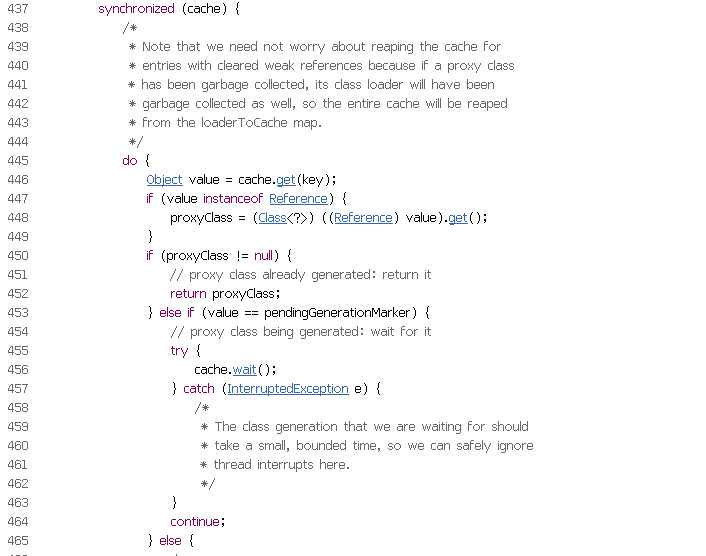 437 synchronized (cache) {
438 /*
439 * Note that we need not worry about reaping the cache for
440 * entries with cleared weak references because if a proxy class
441 * has been garbage collected, its class loader will have been
442 * garbage collected as well, so the entire cache will be reaped
443 * from the loaderToCache map.
444 */
445 do {
446 Object value = cache.get(key);
447 if (value instanceof Reference) {
448 proxyClass = (Class<?>) ((Reference) value).get();
449 }
450 if (proxyClass != null) {
451 // proxy class already generated: return it
452 return proxyClass;
453 } else if (value == pendingGenerationMarker) {
454 // proxy class being generated: wait for it
455 try {
456 cache.wait();
457 } catch (InterruptedException e) {
458 /*
459 * The class generation that we are waiting for should
460 * take a small, bounded time, so we can safely ignore
461 * thread interrupts here.
462 */
463 }
464 continue;
465 } else {